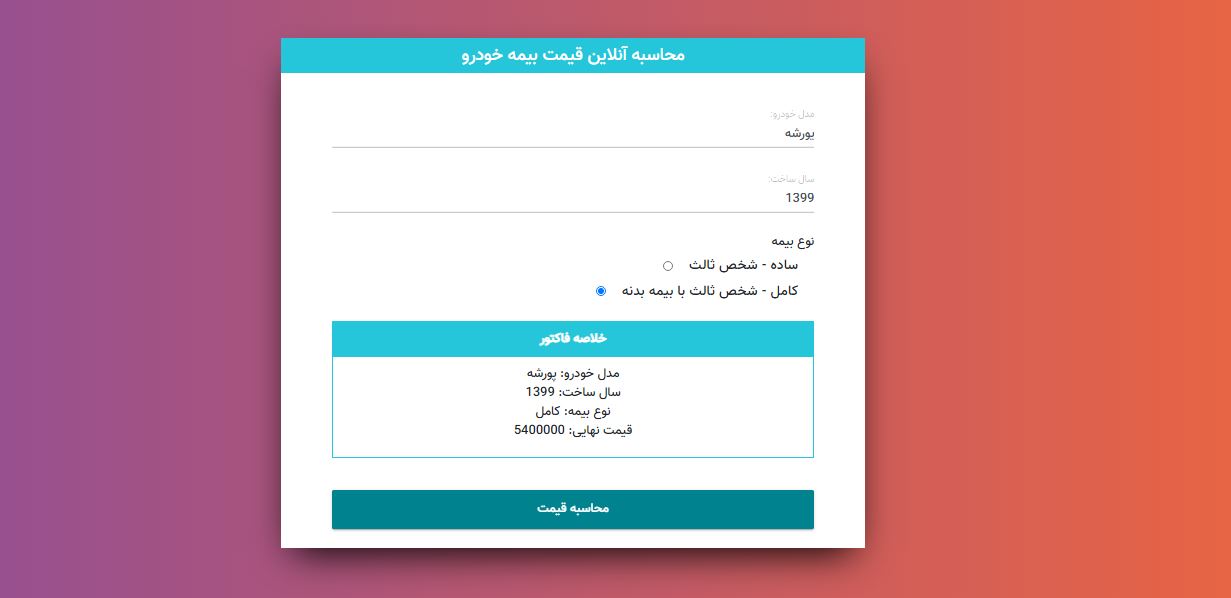 محاسبه آنلاین قیمت بیمه خودرو
مدل خودرو:
پورشه
سال ساخت:
1399
نوع بیمه
ساده - شخص ثالث
کامل - شخص ثالث با بیمه بدنه
خلاصه فاکتور
مدل خودرو: پورشه
سال ساخت: 1399
نوع بیمه: کامل
قیمت نهایی: 5400000
محاسبه قیمت